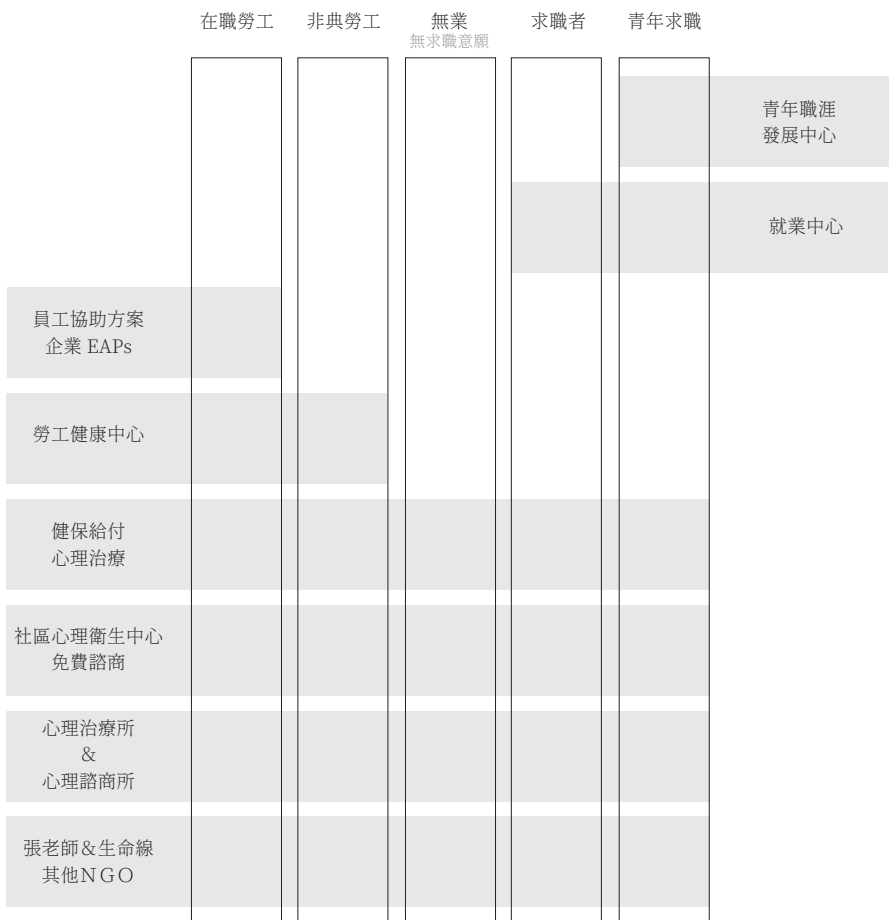 在職勞工
非典勞工
無業
無求職意願
求職者
青年求職
青年職涯
發展中心
就業中心
員工協助方案
企業 EAPs
勞工健康中心
健保給付
心理治療
社區心理衛生中心
免費諮商
心理治療所
&
心理諮商所
張老師＆生命線
其他ＮＧＯ